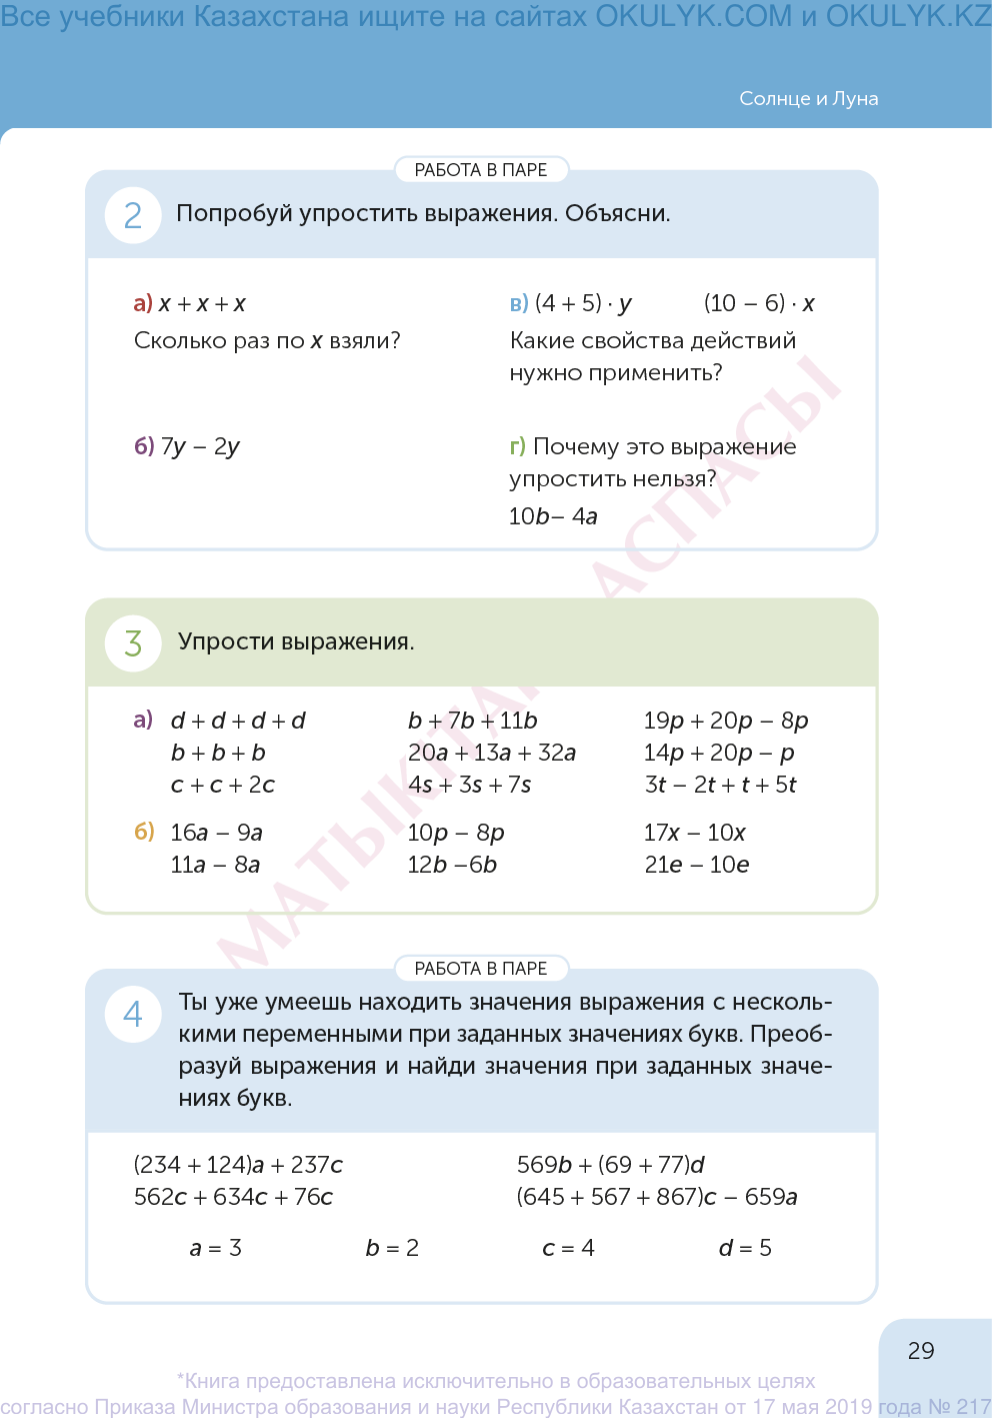 Все учебники Казахстана ищите на сайтах OKULYK.COM и OKULYK.KZ
Солнце и Луна
РАБОТА В ПАРЕ
2 Попробуй упростить выражения. Объясни.
а) x + x + x
Сколько раз по x взяли?
в) (4 + 5) · y (10 – 6) · x
Какие свойства действий
нужно применить?
б) 7y – 2y
г) Почему это выражение
упростить нельзя?
10b– 4a
3 Упрости выражения.
а) d + d + d + d b + 7b + 11b 19p + 20p – 8p
b + b + b 20a + 13a + 32a 14p + 20p – p
c + c + 2c 4s + 3s + 7s 3t – 2t + t + 5t
б) 16a – 9a 10p – 8p 17x – 10x
11a – 8a 12b –6b 21e – 10e
РАБОТА В ПАРЕ
4 Ты уже умеешь находить значения выражения с несколь-
кими переменными при заданных значениях букв. Преоб-
разуй выражения и найди значения при заданных значе-
ниях букв.
(234 + 124)a + 237c 569b + (69 + 77)d
562c + 634c + 76c (645 + 567 + 867)c – 659a
a = 3 b = 2 c = 4 d = 5
29
*Книга предоставлена исключительно в образовательных целях
согласно Приказа Министра образования и науки Республики Казахстан от 17 мая 2019 года № 217